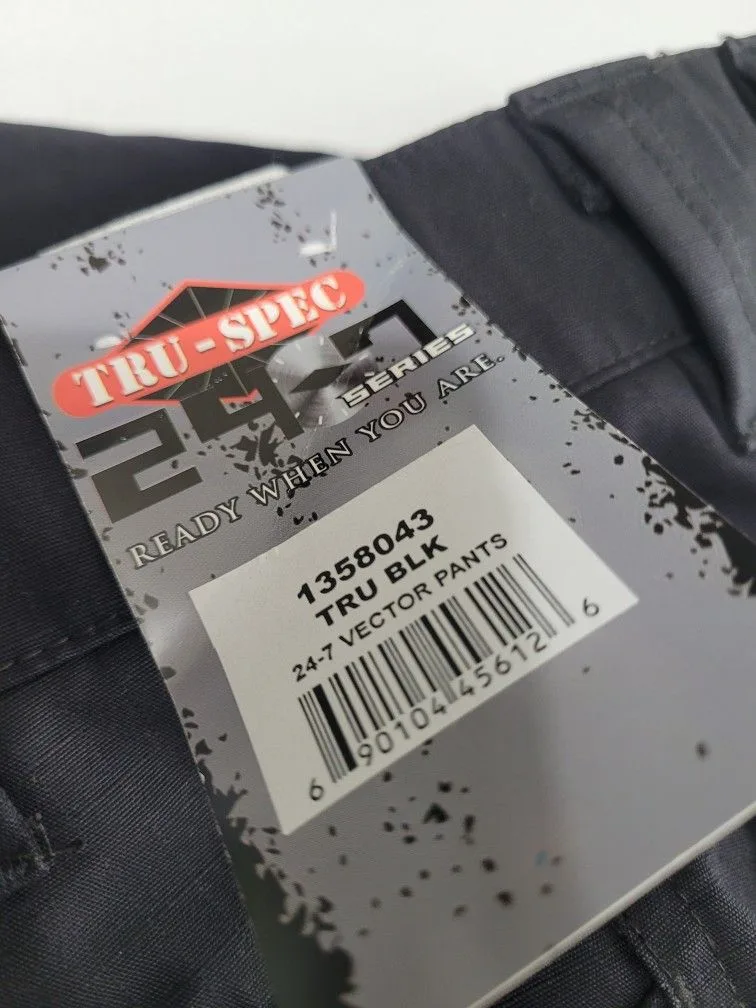 TRU-SPEC
24-7
SERIES
READY WHEN YOU ARE.
1358043
TRU BLK
24-7 VECTOR PANTS
6 90104 45612 6